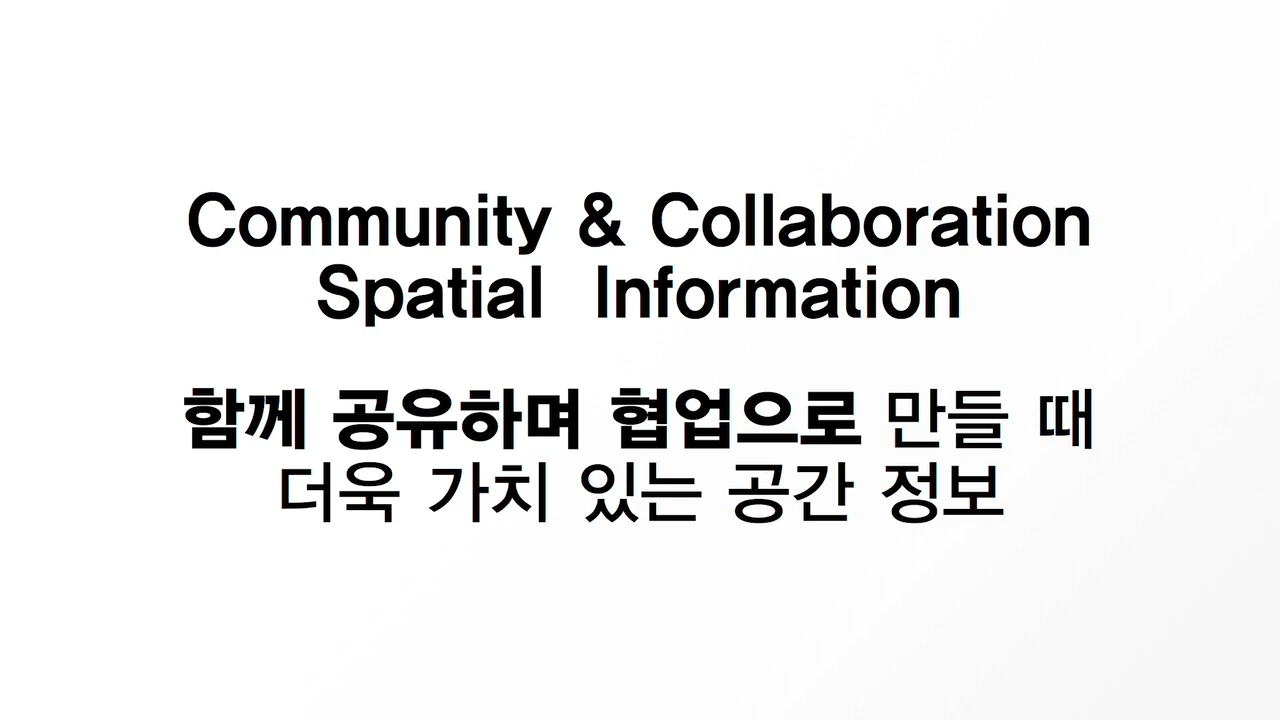 Community & Collaboration
Spatial Information
함께 공유하며 협업으로 만들 때
더욱 가치 있는 공간 정보